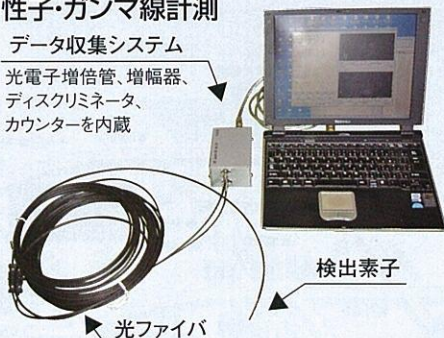 性子・ガンマ線計測
データ収集システム
光電子増倍管、増幅器、
ディスクリミネータ、
カウンターを内蔵
検出素子
光ファイバ